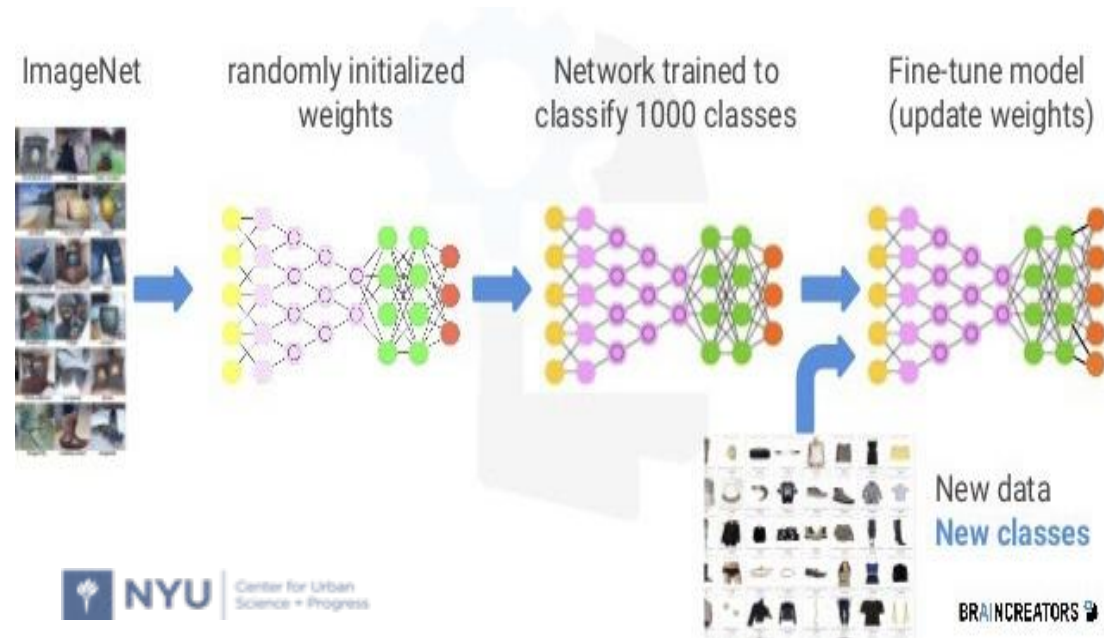 ImageNet
randomly initialized
weights
Network trained to
classify 1000 classes
Fine-tune model
(update weights)
New data
New classes
NYU
Center for Urban
Science + Progress
BRAINCREATORS